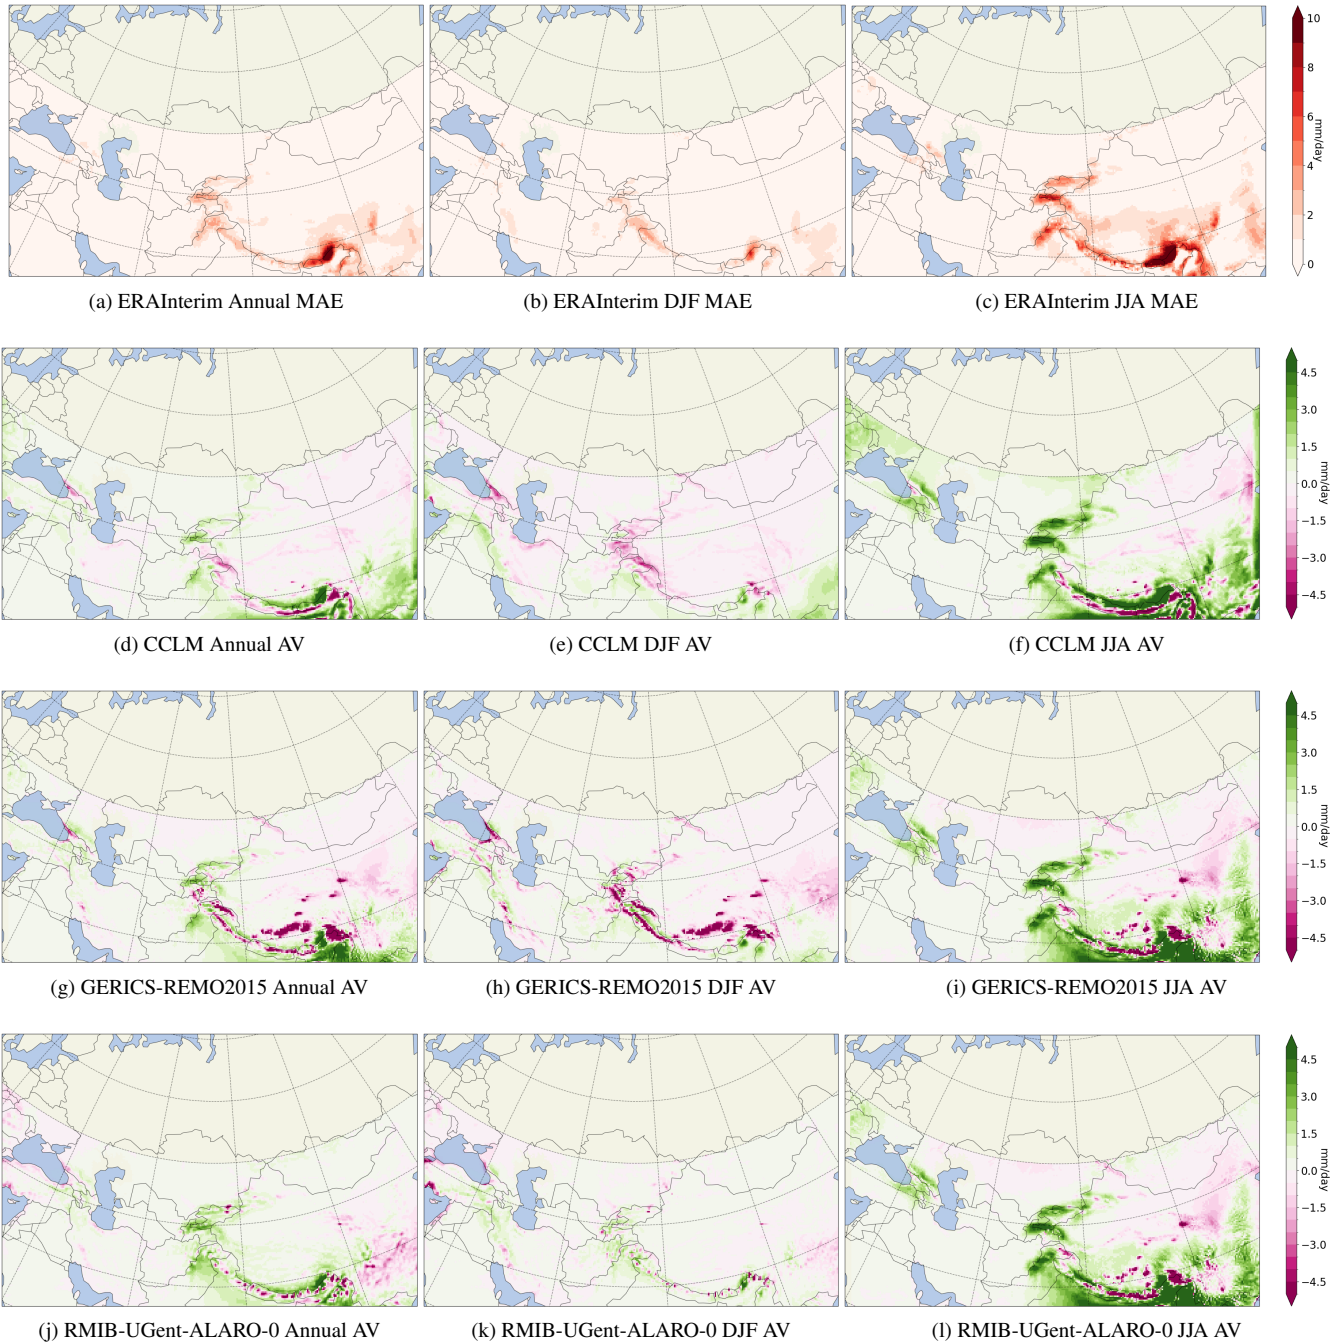 10
8
6
4
2
0
mm/day
(a) ERAInterim Annual MAE
(b) ERAInterim DJF MAE
(c) ERAInterim JJA MAE
4.5
3.0
1.5
0.0
−1.5
−3.0
−4.5
mm/day
(d) CCLM Annual AV
(e) CCLM DJF AV
(f) CCLM JJA AV
4.5
3.0
1.5
0.0
−1.5
−3.0
−4.5
mm/day
(g) GERICS-REMO2015 Annual AV
(h) GERICS-REMO2015 DJF AV
(i) GERICS-REMO2015 JJA AV
4.5
3.0
1.5
0.0
−1.5
−3.0
−4.5
mm/day
(j) RMIB-UGent-ALARO-0 Annual AV
(k) RMIB-UGent-ALARO-0 DJF AV
(l) RMIB-UGent-ALARO-0 JJA AV